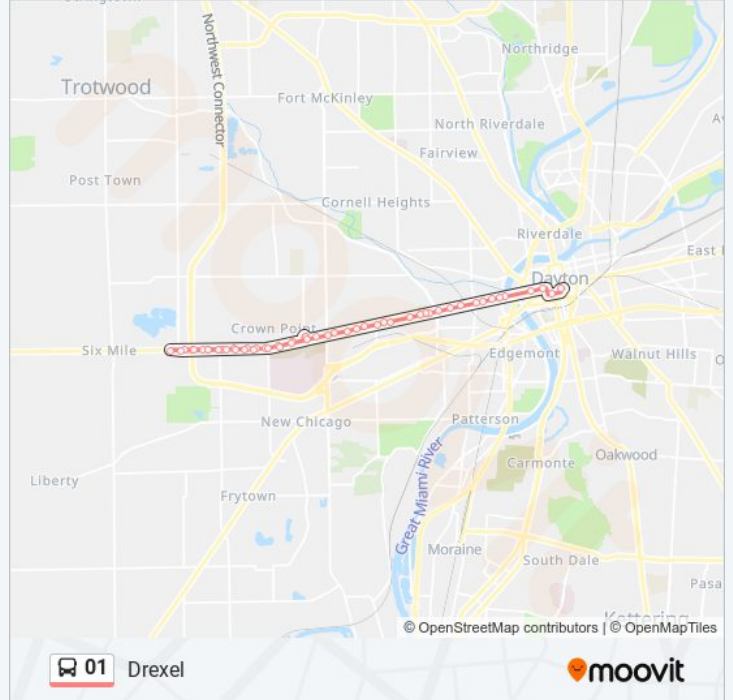 Northwest Connector
Northridge
Trotwood
Fort McKinley
North Riverdale
Fairview
Post Town
Cornell Heights
Riverdale
East
Dayton
Crown Point
Six Mile
Edgemont
Walnut Hills
New Chicago
Patterson
Oakwood
Carmonte
Liberty
Frytown
Great Miami River
Moraine
South Dale
Pasa
Kettering
© OpenStreetMap contributors | © OpenMapTiles
01 Drexel
moovit